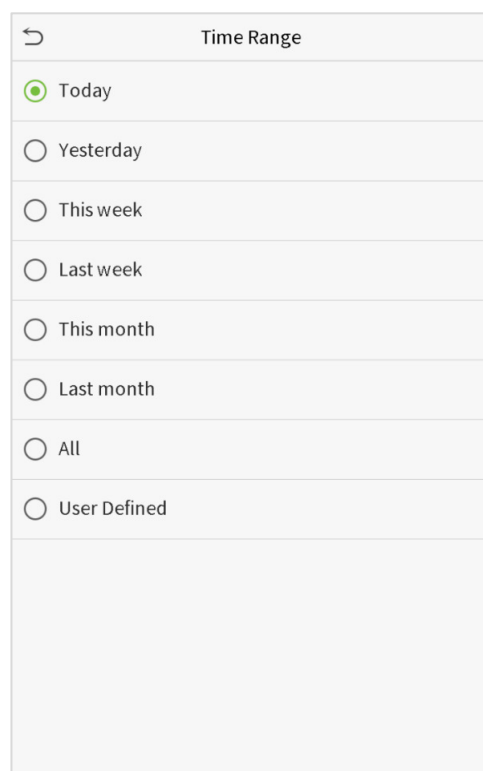 Time Range
Today
Yesterday
This week
Last week
This month
Last month
All
User Defined